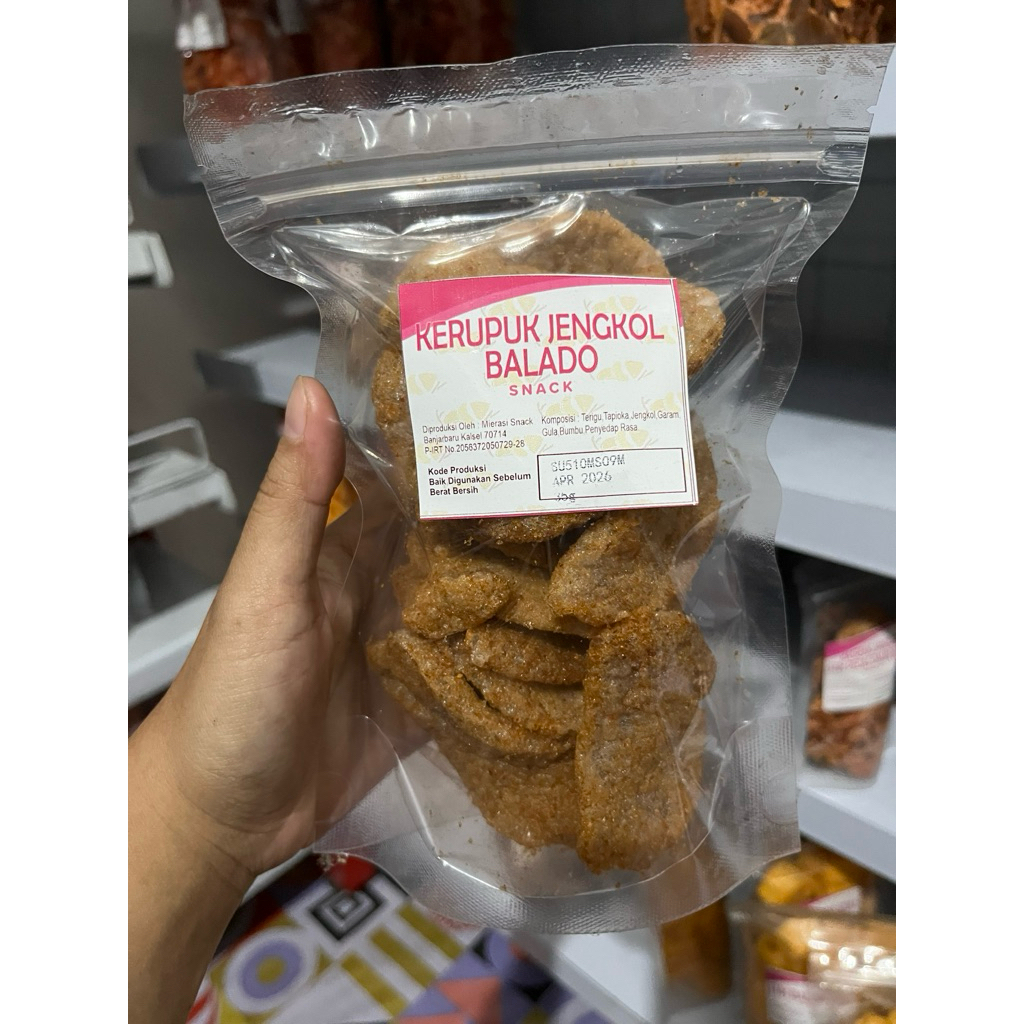 KERUPUK JENGKOL
BALADO
SNACK
Diproduksi Oleh : Mierasi Snack
Banjarbaru Kalsel 70714
P-IRT No.2056372050729-28
Komposisi : Terigu,Tapioka,Jengkol,Garam,
Gula,Bumbu,Penyedap Rasa.
Kode Produksi
Baik Digunakan Sebelum
Berat Bersih
SU510MS09M
APR 2026